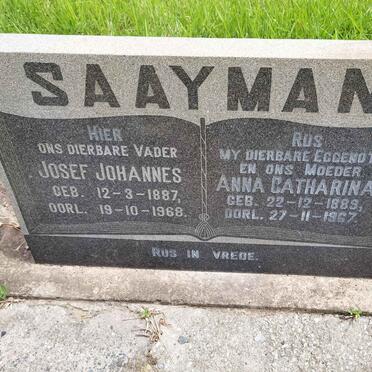 SAAYMAN
HIER
ONS DIERBARE VADER
JOSEF JOHANNES
GEB. 12-3-1887,
OORL. 19-10-1968.
RUS
MY DIERBARE EGGENOT
EN ONS MOEDER
ANNA CATHARINA
GEB. 22-12-1889,
OORL. 27-11-1967.
RUS IN VREDE.